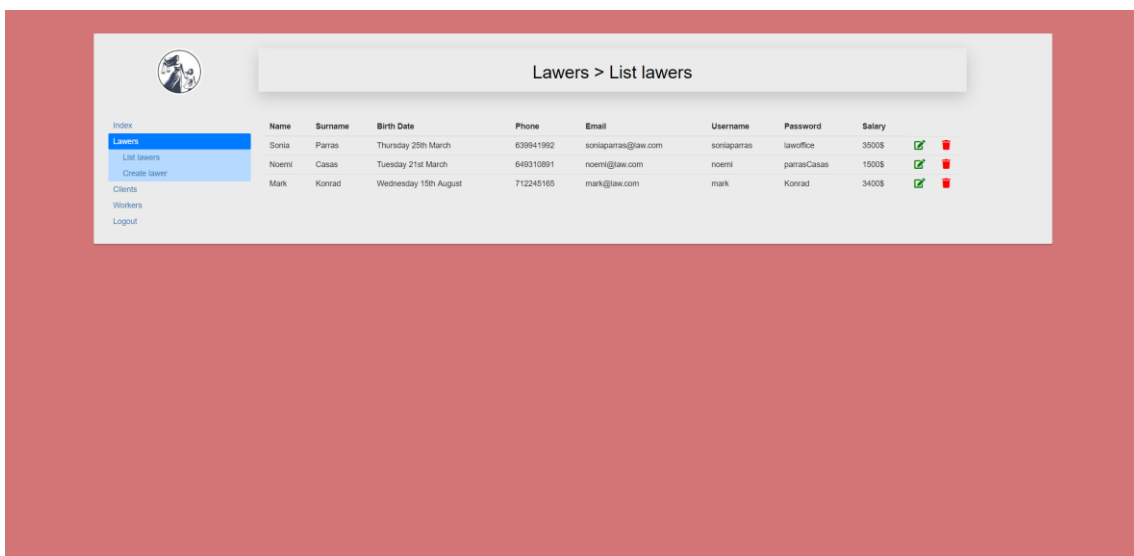 Lawers > List lawers
Index
Lawers
List lawers
Create lawer
Clients
Workers
Logout
Name Surname Birth Date Phone Email Username Password Salary
Sonia Parras Thursday 25th March 639941992 soniaparras@law.com soniaparras lawoffice 3500$
Noemi Casas Tuesday 21st March 649310891 noemi@law.com noemi parrasCasas 1500$
Mark Konrad Wednesday 15th August 712245165 mark@law.com mark Konrad 3400$